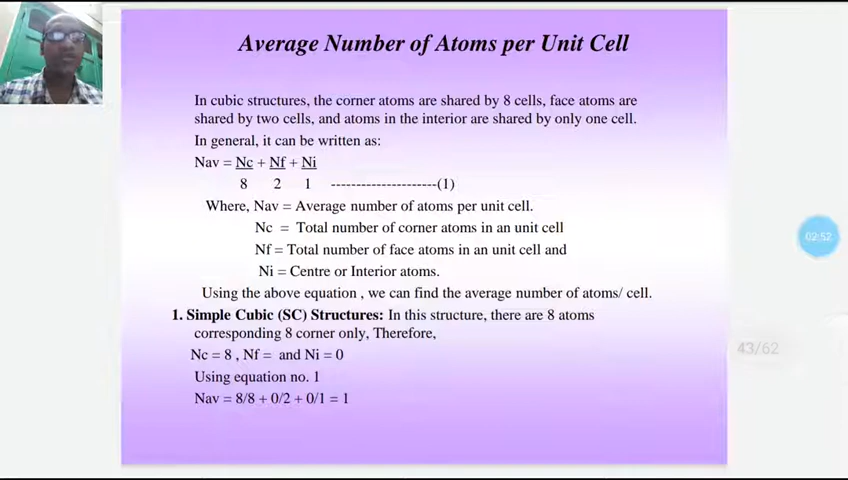 Average Number of Atoms per Unit Cell
In cubic structures, the corner atoms are shared by 8 cells, face atoms are
shared by two cells, and atoms in the interior are shared by only one cell.
In general, it can be written as:
Nav = Nc + Nf + Ni
8 2 1 ---------------------(1)
Where, Nav = Average number of atoms per unit cell.
Nc = Total number of corner atoms in an unit cell
Nf = Total number of face atoms in an unit cell and
Ni = Centre or Interior atoms.
Using the above equation , we can find the average number of atoms/ cell.
1. Simple Cubic (SC) Structures: In this structure, there are 8 atoms
corresponding 8 corner only, Therefore,
Nc = 8 , Nf = and Ni = 0
Using equation no. 1
Nav = 8/8 + 0/2 + 0/1 = 1
02:52
43/62